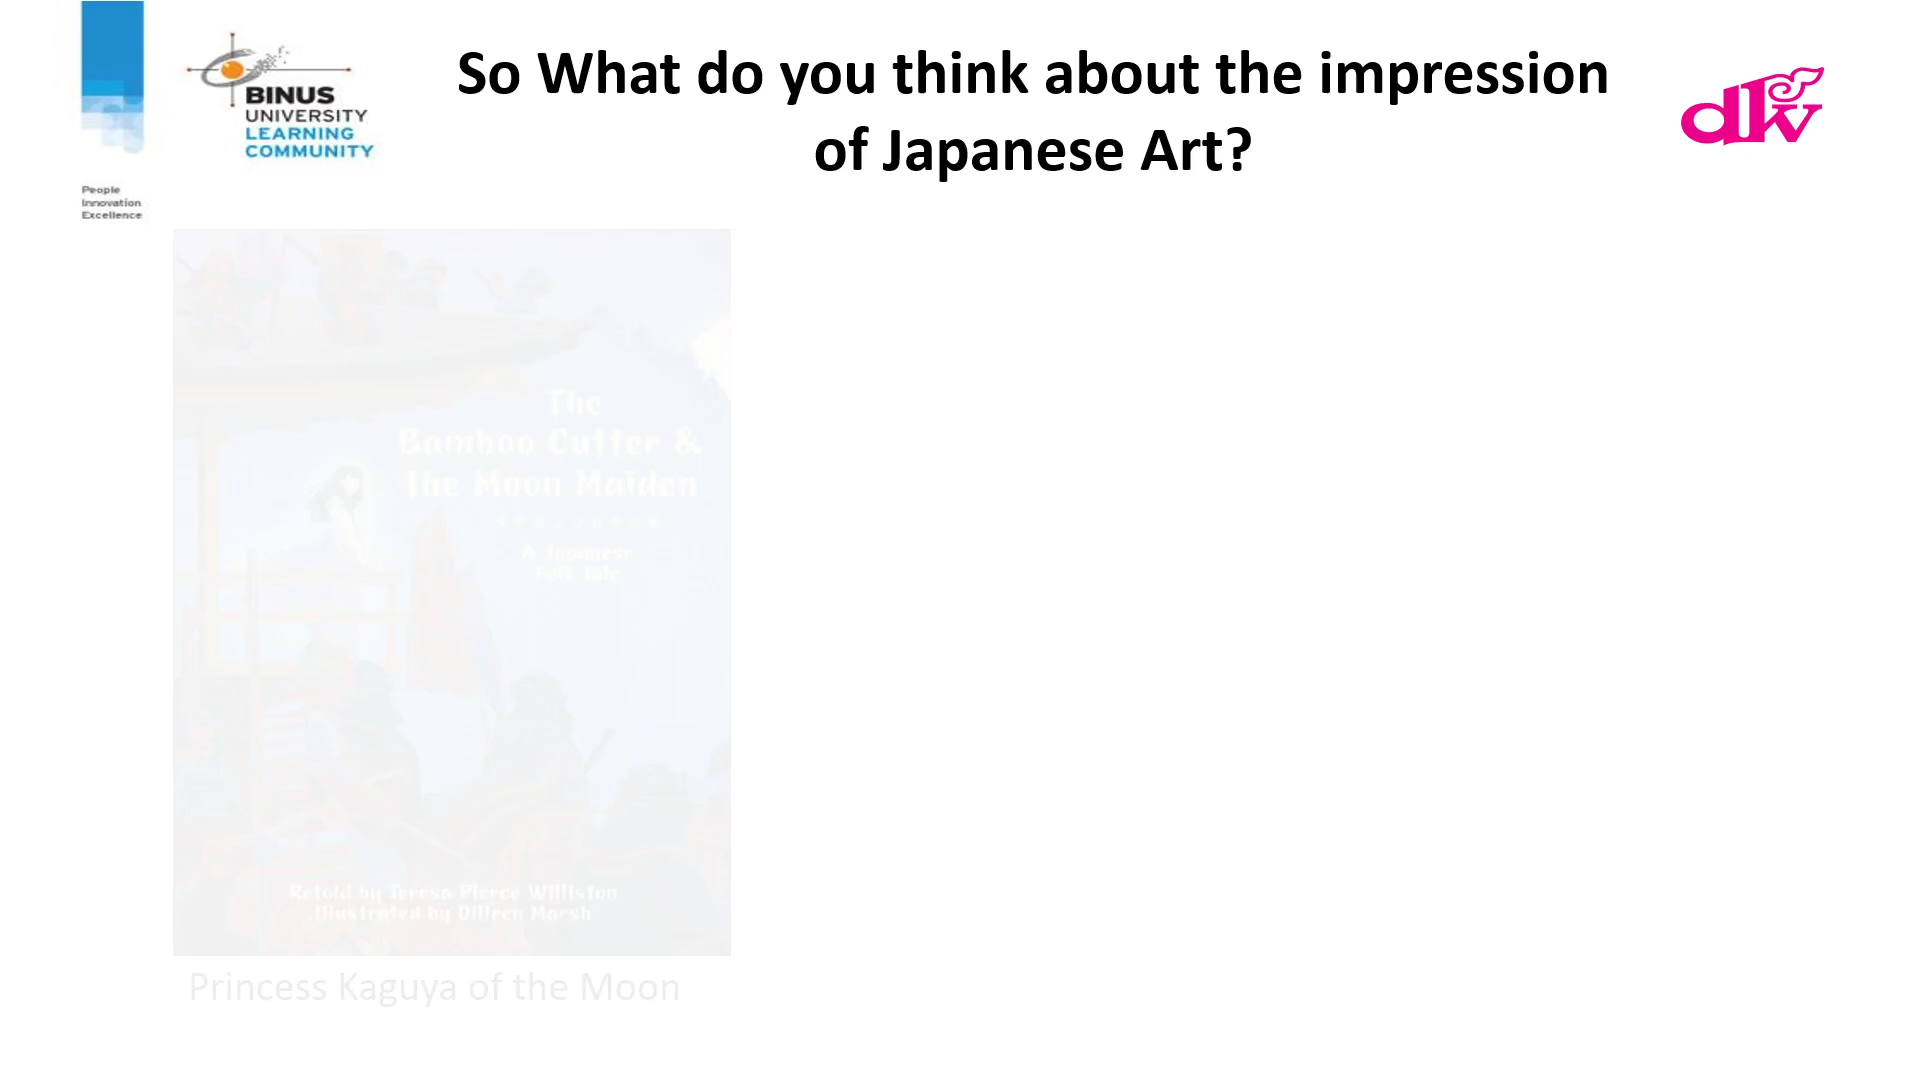 So What do you think about the impression
of Japanese Art?
BINUS
UNIVERSITY
LEARNING
COMMUNITY
dkv
People
Innovation
Excellence
The
Bamboo Cutter &
the Moon Maiden
A Japanese
Folk Tale
Retold by Teresa Pierce Williston
Illustrated by Dilleen Marsh
Princess Kaguya of the Moon